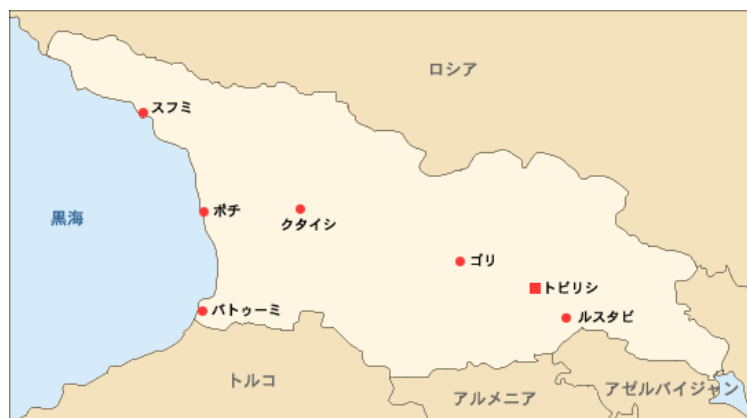 ロシア
スフミ
黒海
ポチ
クタイシ
ゴリ
トビリシ
バトゥーミ
ルスタビ
トルコ
アルメニア
アゼルバイジャン